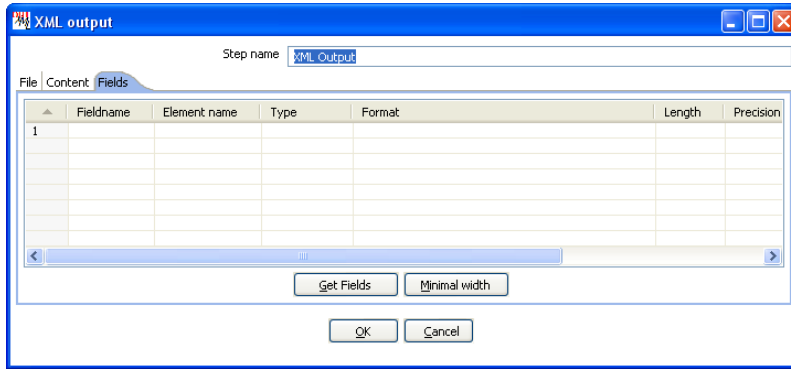 XML output
Step name XML Output
File Content Fields
Fieldname Element name Type Format Length Precision
1
Get Fields Minimal width
OK Cancel